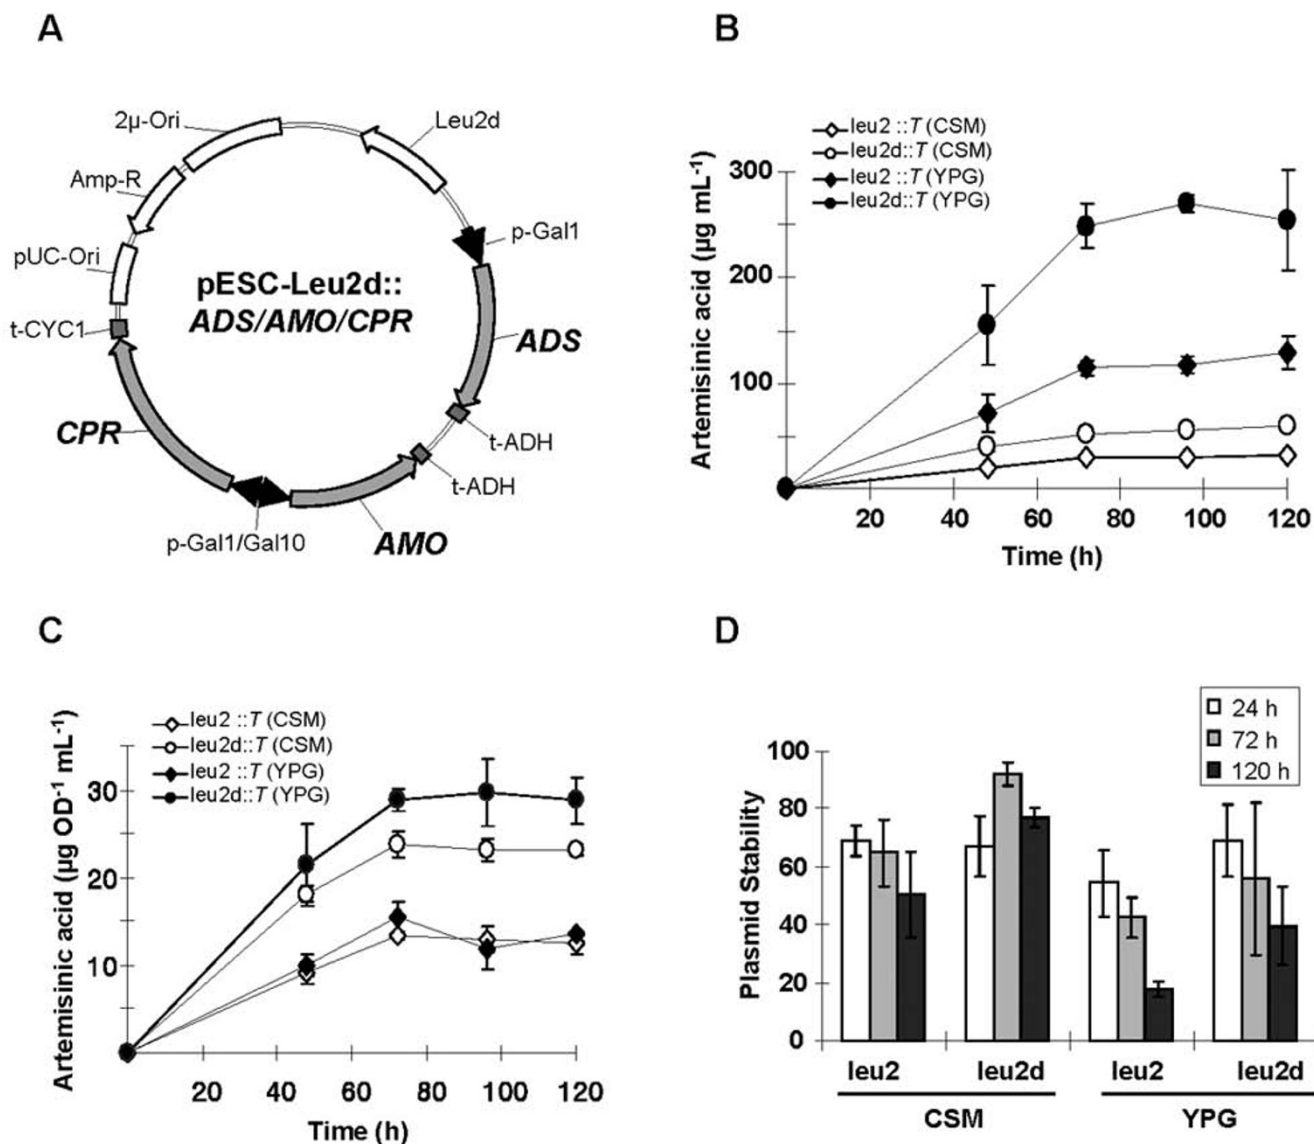 A
2µ-Ori
Leu2d
Amp-R
p-Gal1
pUC-Ori
pESC-Leu2d::
ADS/AMO/CPR
t-CYC1
ADS
CPR
t-ADH
t-ADH
p-Gal1/Gal10
AMO
B
leu2 ::T (CSM)
leu2d::T (CSM)
leu2 ::T (YPG)
leu2d::T (YPG)
Artemisinic acid (µg mL-1)
300
200
100
20 40 60 80 100 120
Time (h)
C
leu2 ::T (CSM)
leu2d::T (CSM)
leu2 ::T (YPG)
leu2d::T (YPG)
Artemisinic acid (µg OD-1 mL-1)
30
20
10
20 40 60 80 100 120
Time (h)
D
24 h
72 h
120 h
Plasmid Stability
100
80
60
40
20
0
leu2 leu2d leu2 leu2d
CSM YPG